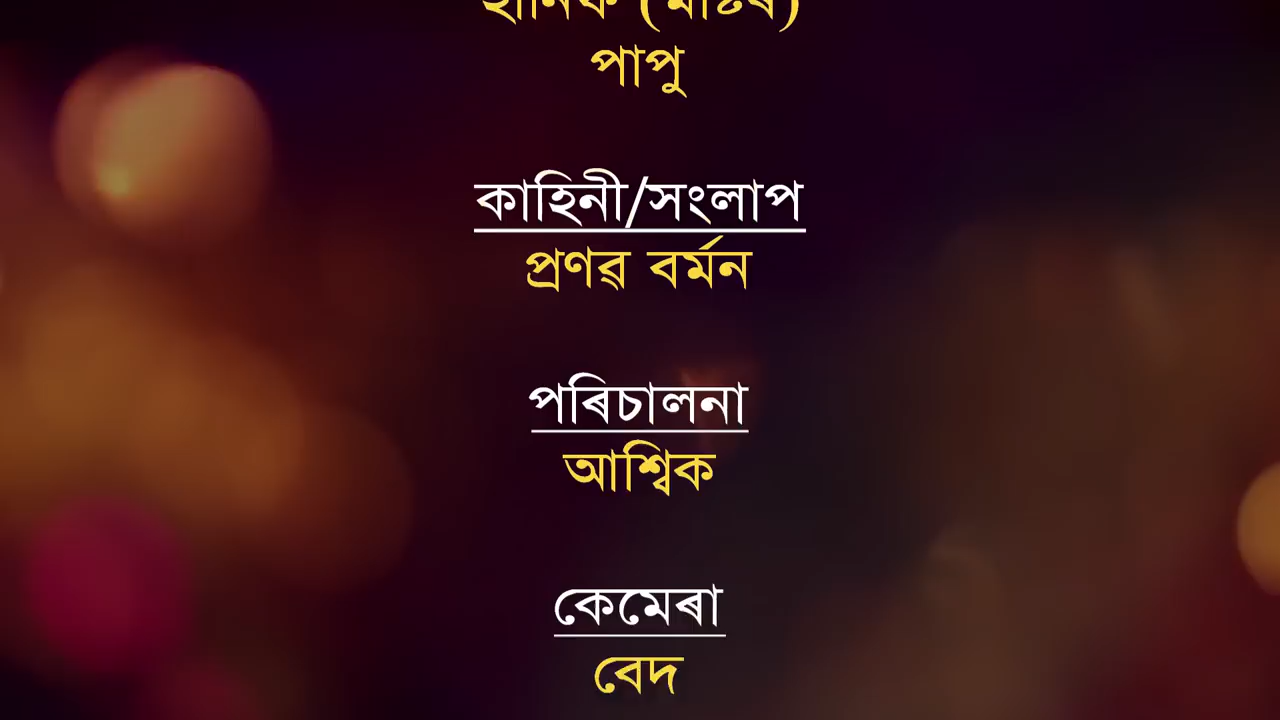 পাপু
কাহিনী/সংলাপ
প্ৰণৱ বৰ্মন
পৰিচালনা
আশ্বিক
কেমেৰা
বেদ